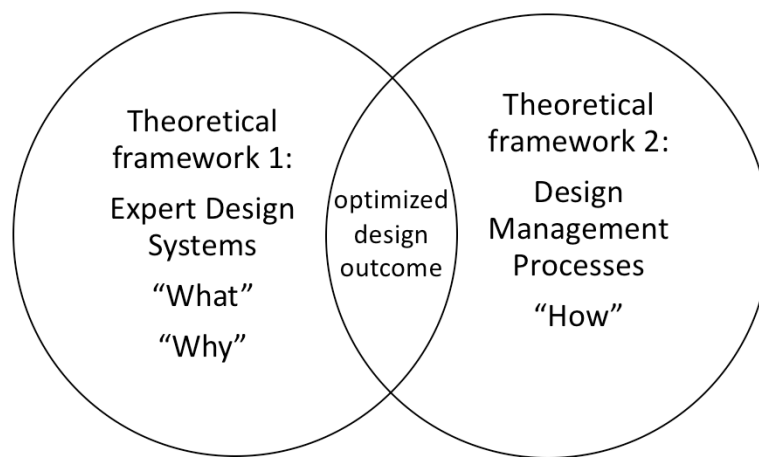 Theoretical
framework 1:
Expert Design
Systems
“What”
“Why”
optimized
design
outcome
Theoretical
framework 2:
Design
Management
Processes
“How”